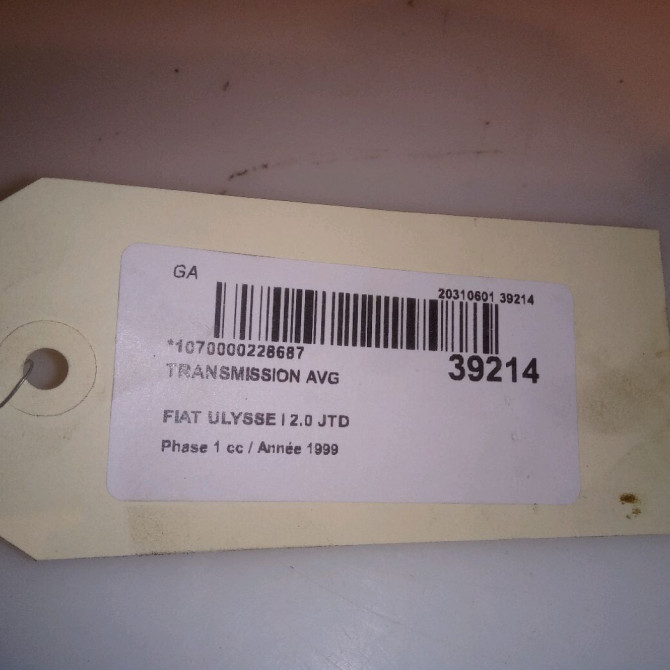 GA
20310601 39214
*1070000228687
39214
TRANSMISSION AVG
FIAT ULYSSE I 2.0 JTD
Phase 1 cc / Année 1999